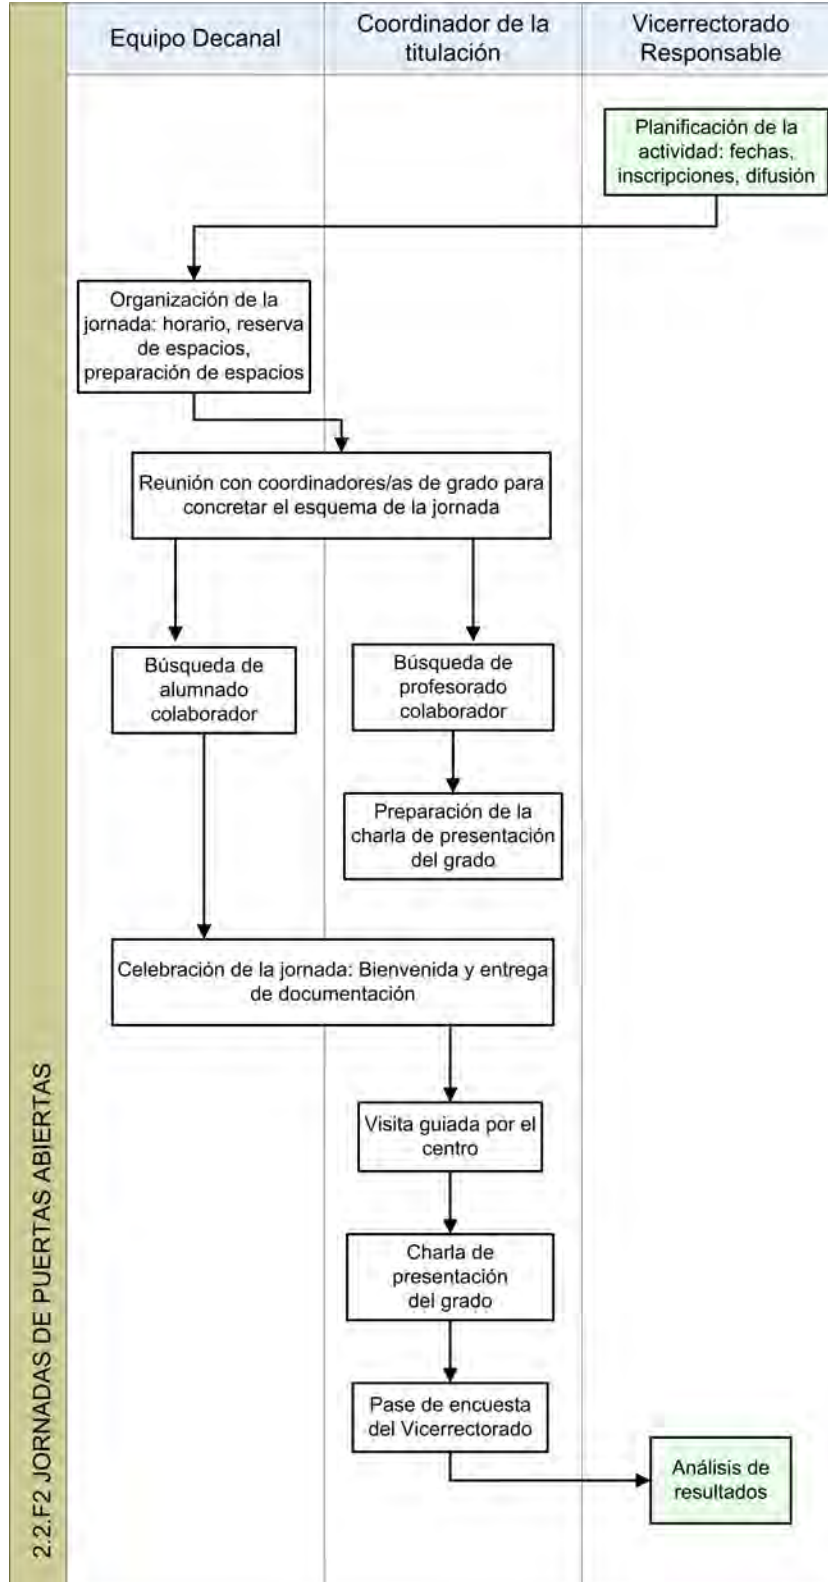 Equipo Decanal
Coordinador de la
titulación
Vicerrectorado
Responsable
Planificación de la
actividad: fechas,
inscripciones, difusión
Organización de la
jornada: horario, reserva
de espacios,
preparación de espacios
Reunión con coordinadores/as de grado para
concretar el esquema de la jornada
Búsqueda de
alumnado
colaborador
Búsqueda de
profesorado
colaborador
Preparación de la
charla de presentación
del grado
Celebración de la jornada: Bienvenida y entrega
de documentación
Visita guiada por el
centro
Charla de
presentación
del grado
Pase de encuesta
del Vicerrectorado
Análisis de
resultados
2.2.F2 JORNADAS DE PUERTAS ABIERTAS